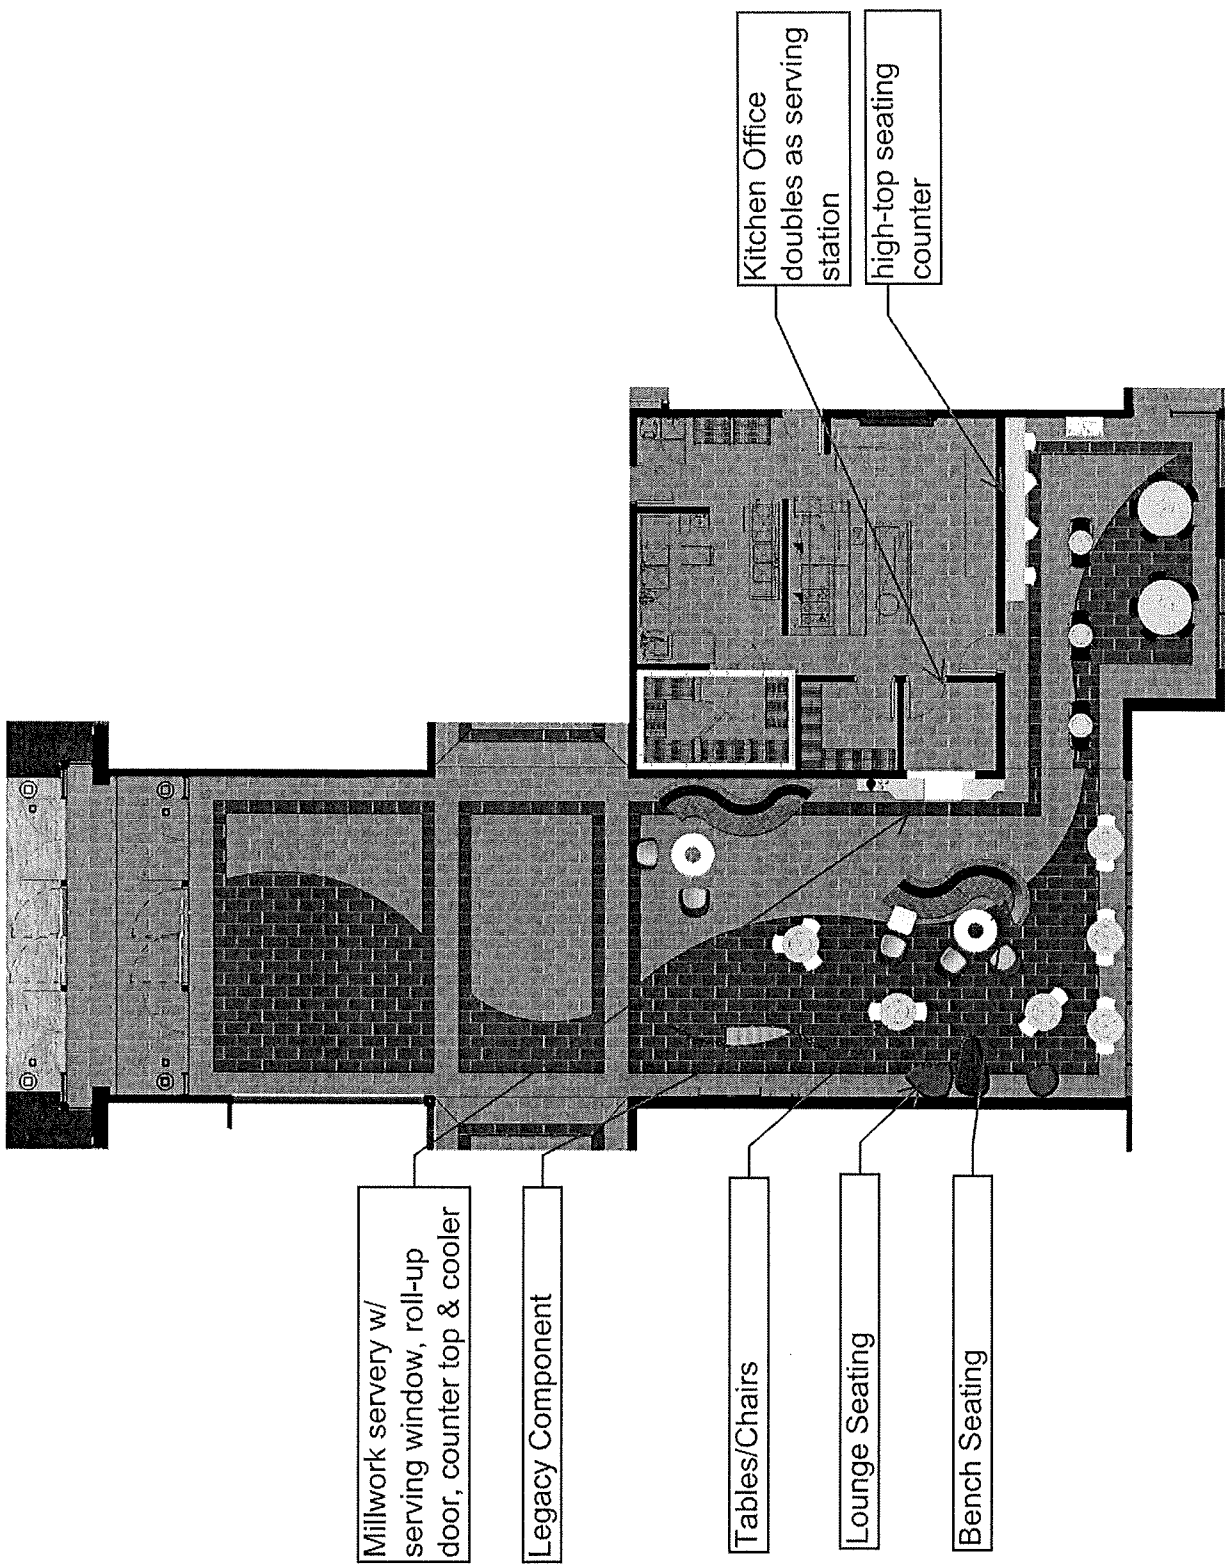 Millwork servery w/
serving window, roll-up
door, counter top & cooler
Legacy Component
Tables/Chairs
Lounge Seating
Bench Seating
Kitchen Office
doubles as serving
station
high-top seating
counter